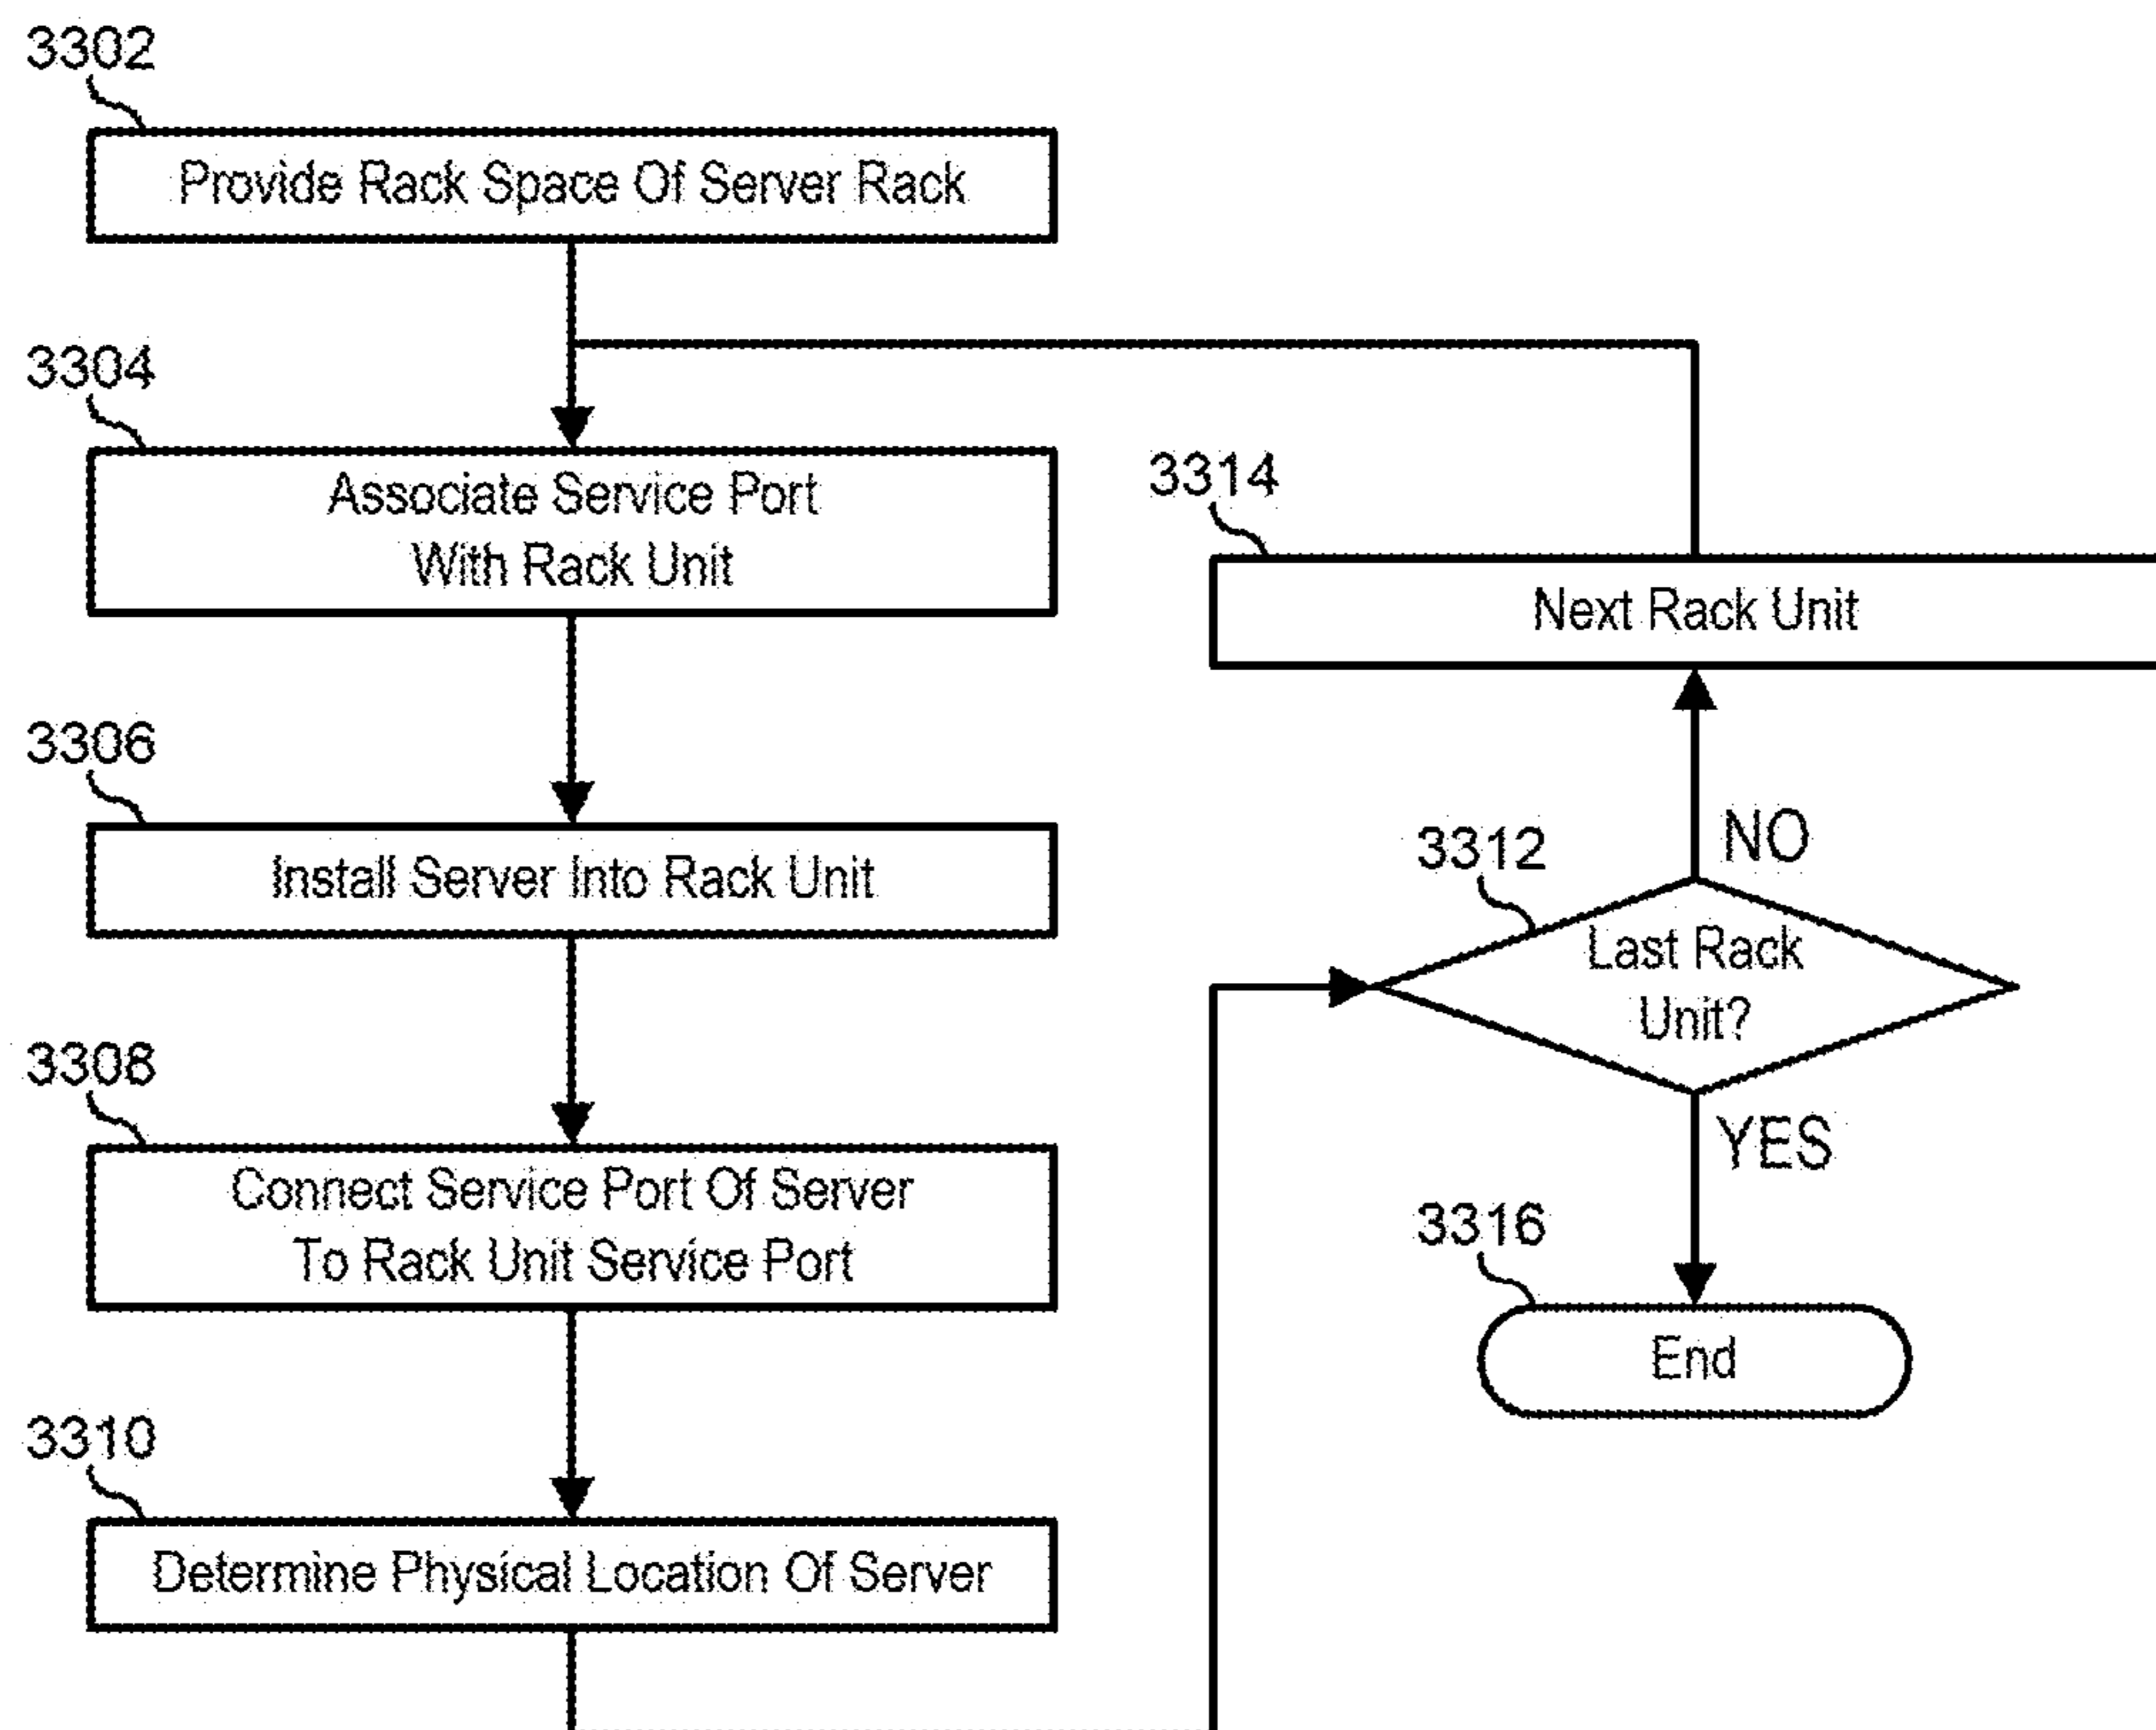 3302
Provide Rack Space Of Server Rack
3304
Associate Service Port
With Rack Unit
3306
Install Server Into Rack Unit
3308
Connect Service Port Of Server
To Rack Unit Service Port
3310
Determine Physical Location Of Server
3314
Next Rack Unit
NO
3312
Last Rack
Unit?
YES
3316
End